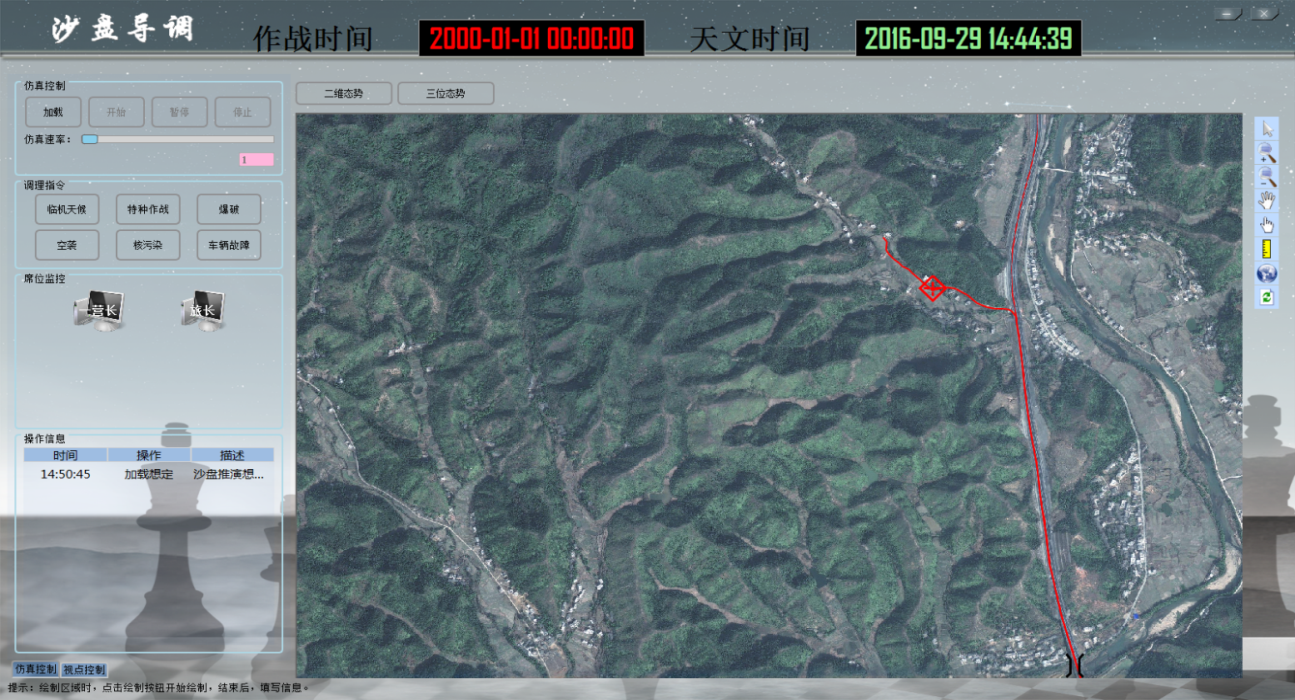 沙盘导调
作战时间 2000-01-01 00:00:00 天文时间 2016-09-29 14:44:39
仿真控制
加载 开始 暂停 停止
仿真速率：
1
调理指令
临机天候 特种作战 爆破
空袭 核污染 车辆故障
席位监控
一营长 旅长
操作信息
时间 操作 描述
14:50:45 加载想定 沙盘推演想...
仿真控制 视点控制
提示：绘制区域时，点击绘制按钮开始绘制，结束后，填写信息。
二维态势 三位态势